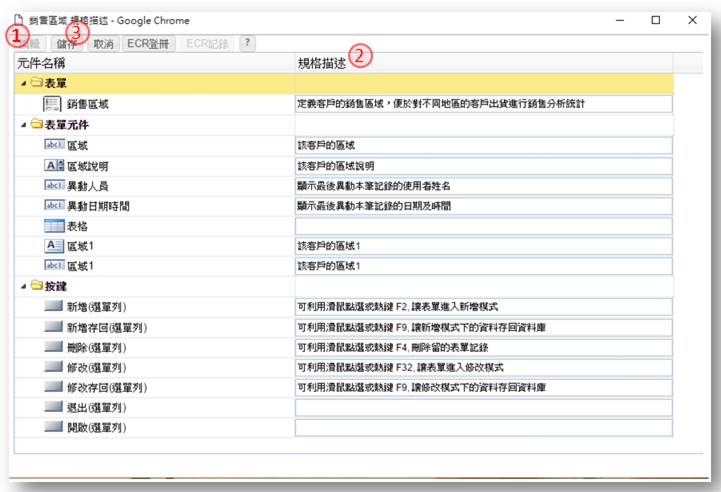 銷售區域 規格描述 - Google Chrome
1 3
編輯 儲存 取消 ECR登冊 ECR記錄 ?
元件名稱 規格描述 2
表單
銷售區域 定義客戶的銷售區域，便於對不同地區的客戶出貨進行銷售分析統計
表單元件
區域 該客戶的區域
區域說明 該客戶的區域說明
異動人員 顯示最後異動本筆記錄的使用者姓名
異動日期時間 顯示最後異動本筆記錄的日期及時間
表格
區域1 該客戶的區域1
區域1 該客戶的區域1
按鍵
新增(選單列) 可利用滑鼠點選或熱鍵 F2, 讓表單進入新增模式
新增存回(選單列) 可利用滑鼠點選或熱鍵 F9, 讓新增模式下的資料存回資料庫
刪除(選單列) 可利用滑鼠點選或熱鍵 F4, 刪除留的表單記錄
修改(選單列) 可利用滑鼠點選或熱鍵 F32, 讓表單進入修改模式
修改存回(選單列) 可利用滑鼠點選或熱鍵 F9, 讓修改模式下的資料存回資料庫
退出(選單列)
開啟(選單列)